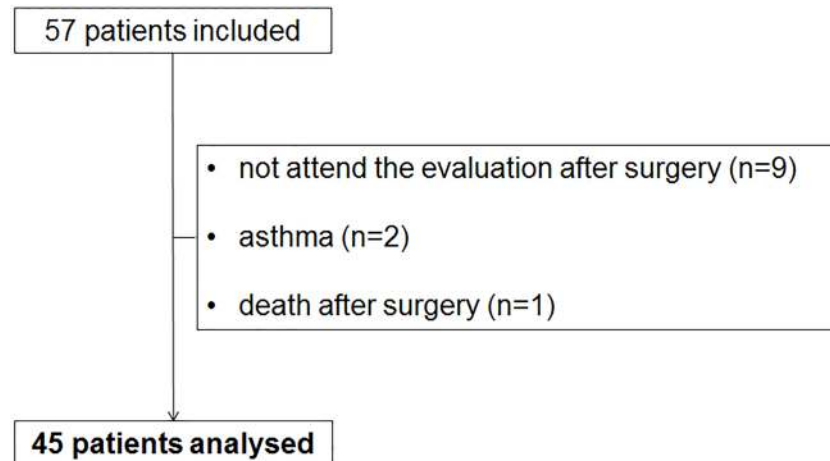 57 patients included
• not attend the evaluation after surgery (n=9)
• asthma (n=2)
• death after surgery (n=1)
45 patients analysed